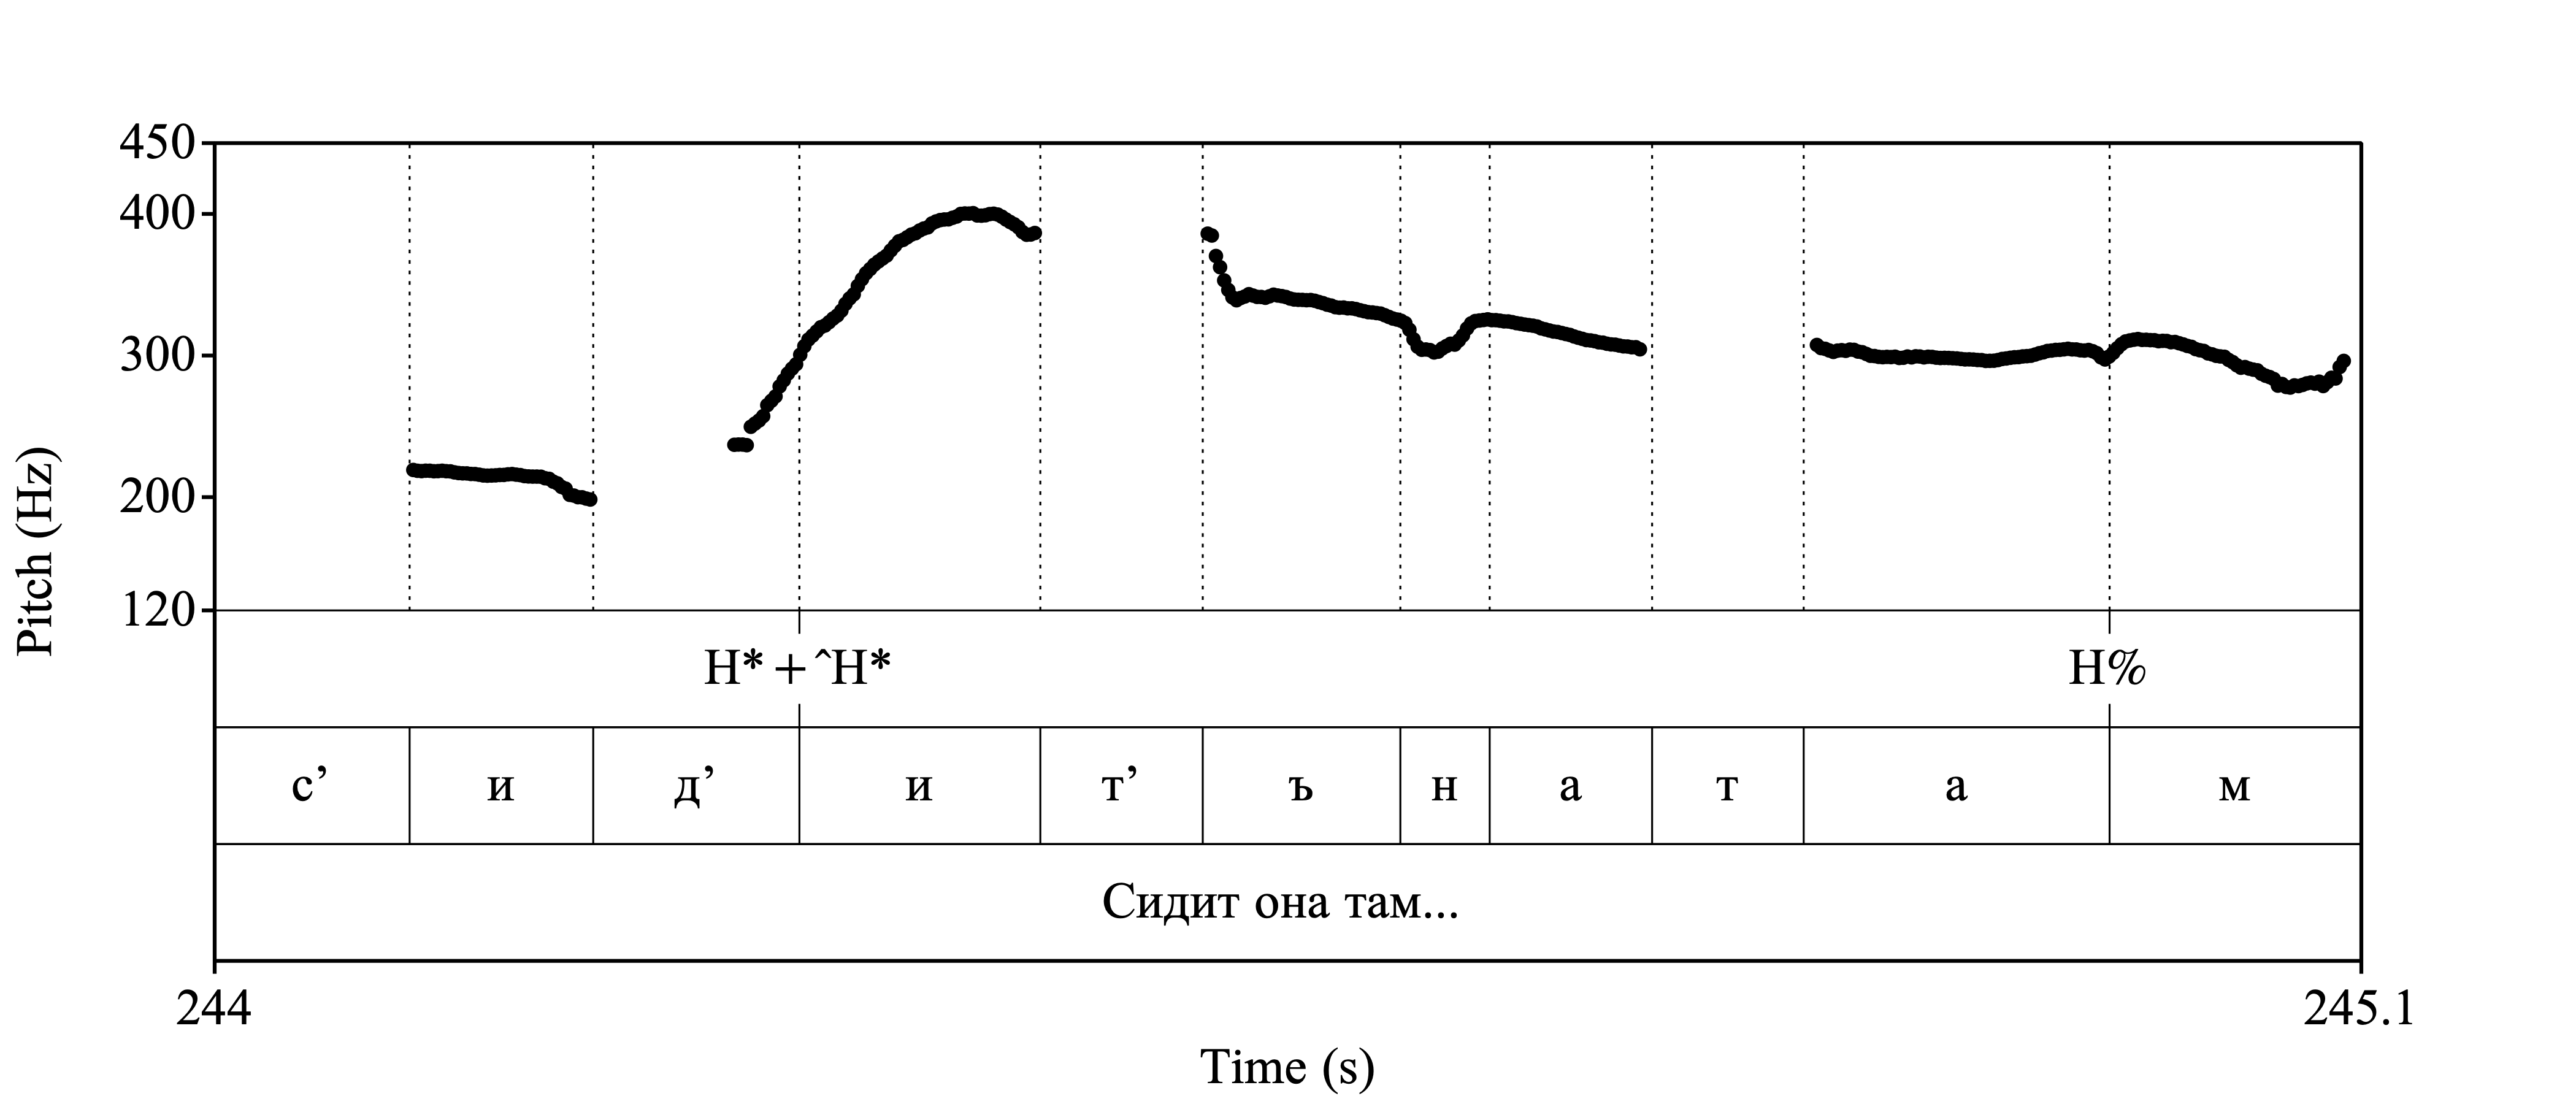 450
400
300
200
120
Pitch (Hz)
H* + ^H* H%
с’ и д’ и т’ ъ н а т а м
Сидит она там...
244 245.1
Time (s)